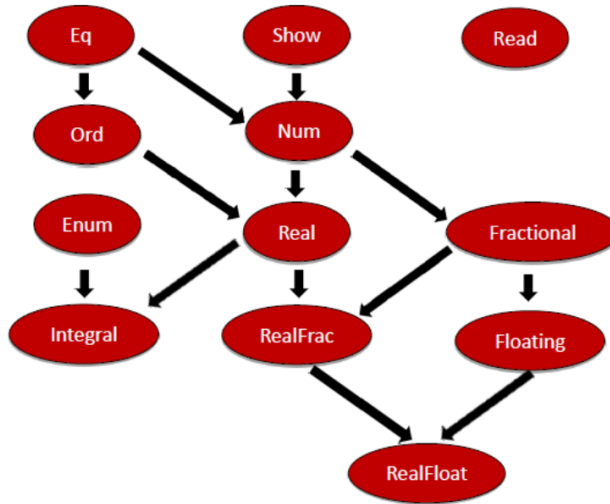 Eq
Show
Read
Ord
Num
Enum
Real
Fractional
Integral
RealFrac
Floating
RealFloat